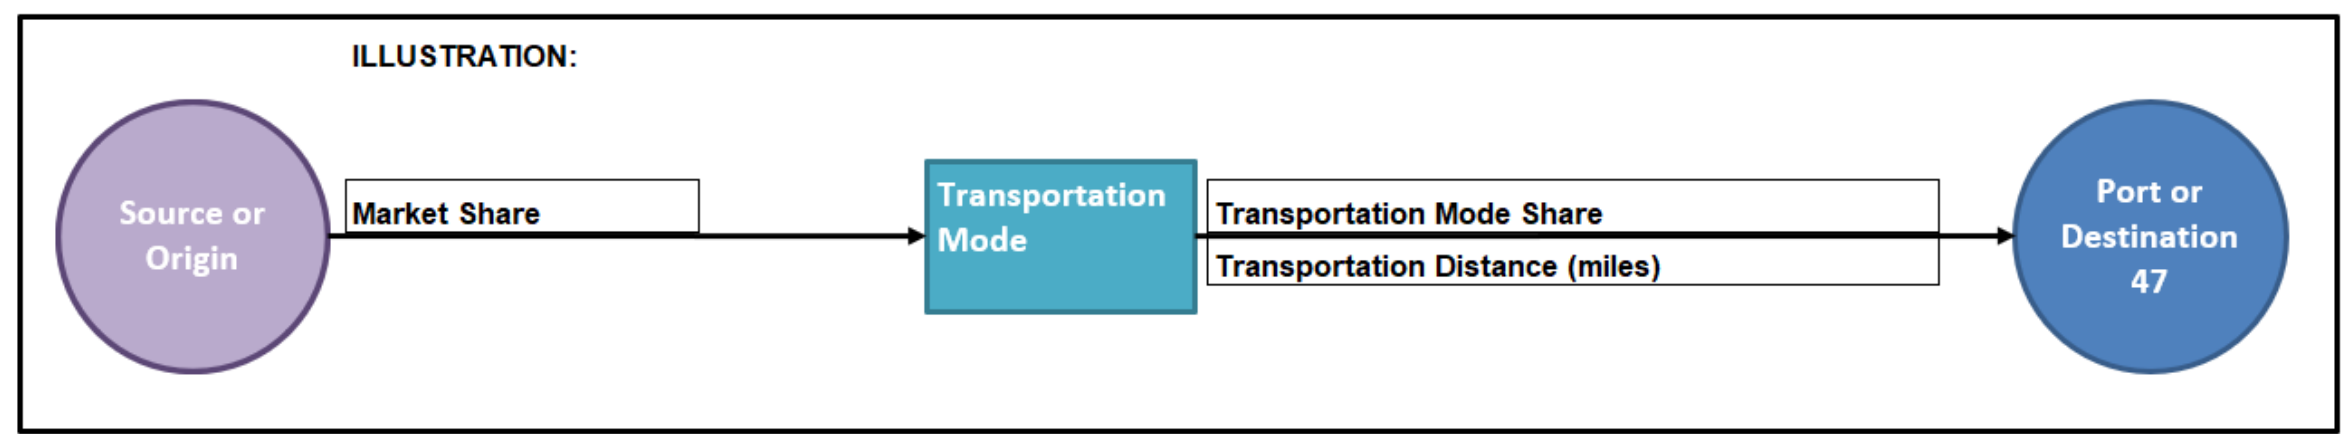 ILLUSTRATION:
Source or
Origin
Market Share
Transportation
Mode
Transportation Mode Share
Transportation Distance (miles)
Port or
Destination
47